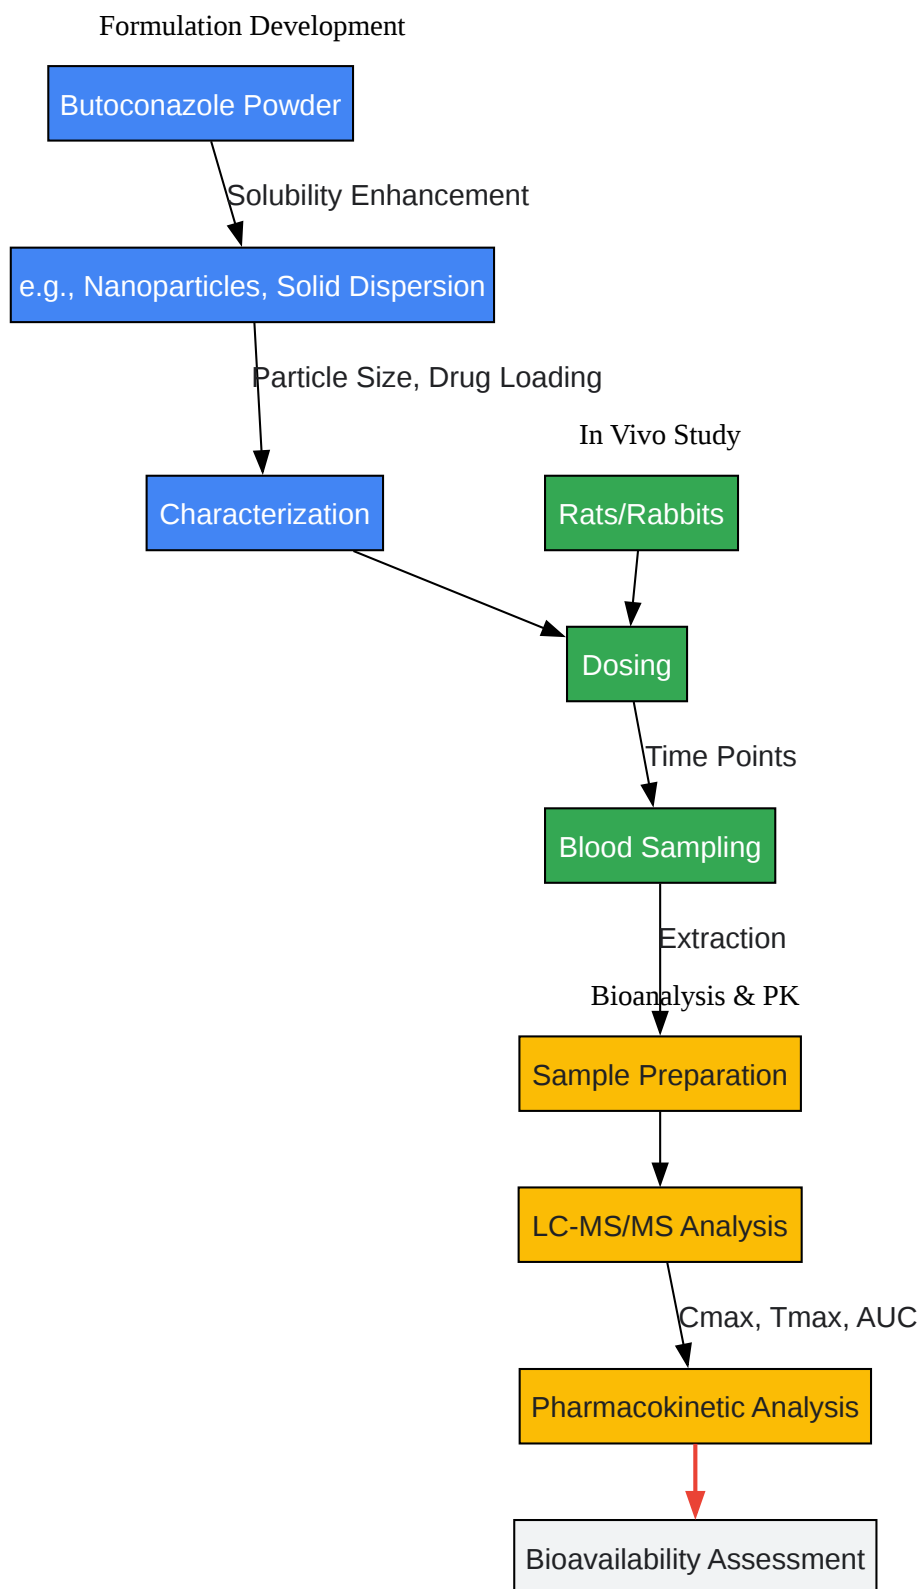 Formulation Development
Butoconazole Powder
Solubility Enhancement
e.g., Nanoparticles, Solid Dispersion
Particle Size, Drug Loading
In Vivo Study
Characterization
Rats/Rabbits
Dosing
Time Points
Blood Sampling
Extraction
Bioanalysis & PK
Sample Preparation
LC-MS/MS Analysis
Cmax, Tmax, AUC
Pharmacokinetic Analysis
Bioavailability Assessment